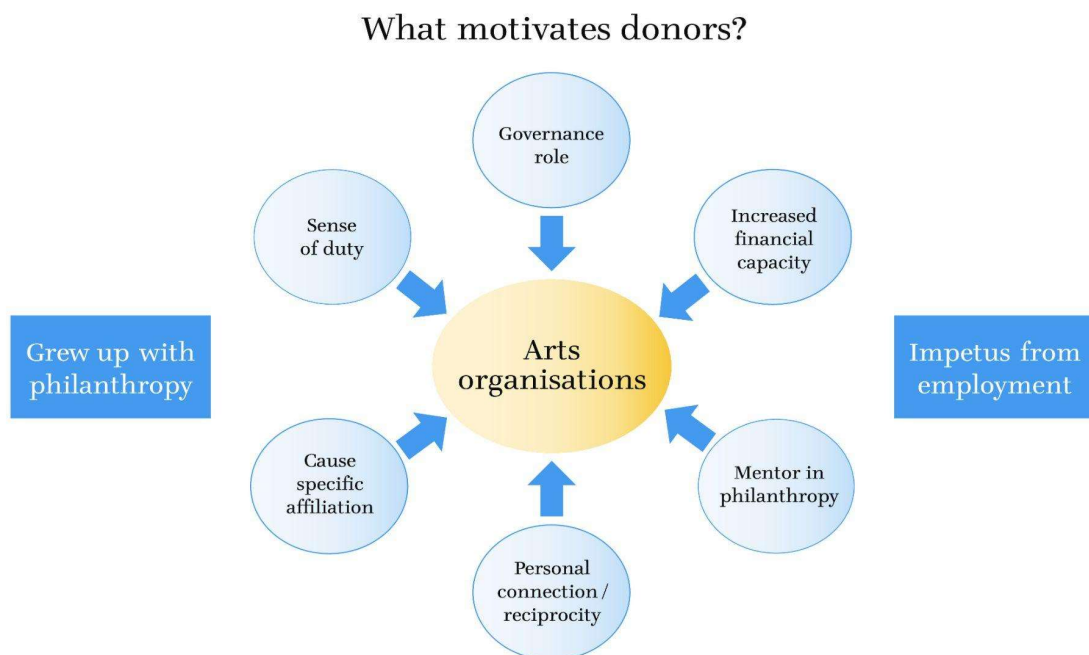 What motivates donors?
Governance
role
Sense
of duty
Increased
financial
capacity
Grew up with
philanthropy
Arts
organisations
Impetus from
employment
Cause
specific
affiliation
Mentor in
philanthropy
Personal
connection /
reciprocity